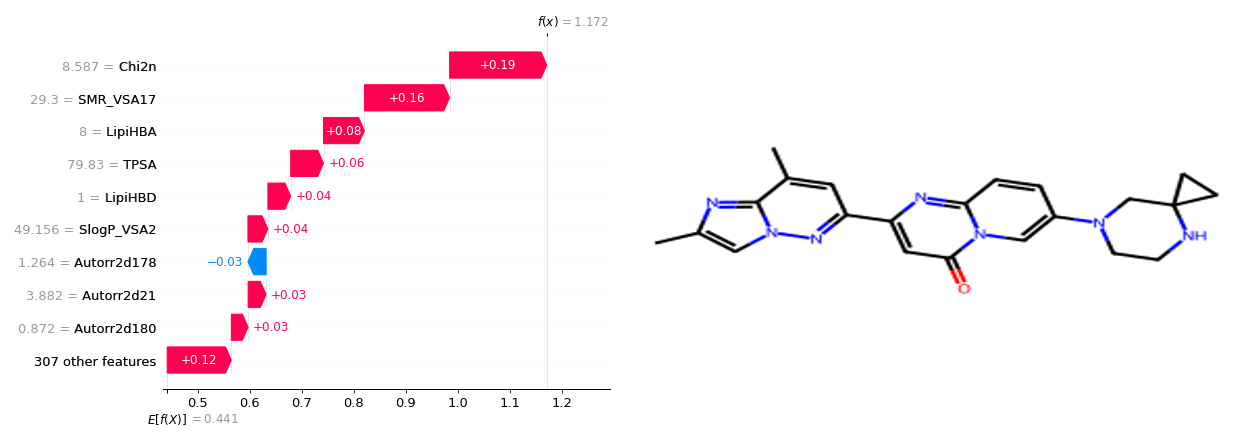 f(x) = 1.172
8.587 = Chi2n
+0.19
29.3 = SMR_VSA17
+0.16
8 = LipiHBA
+0.08
79.83 = TPSA
+0.06
1 = LipiHBD
+0.04
49.156 = SlogP_VSA2
+0.04
1.264 = Autorr2d178
−0.03
3.882 = Autorr2d21
+0.03
0.872 = Autorr2d180
+0.03
307 other features
+0.12
0.5 0.6 0.7 0.8 0.9 1.0 1.1 1.2
E[f(X)] = 0.441
N
N
N
N
N
O
N
NH